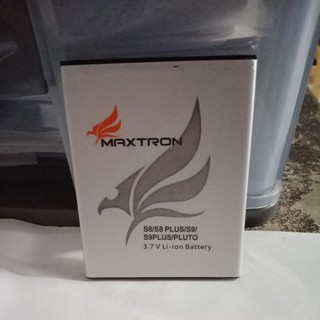 MAXTRON
S8/S8 PLUS/S9/
S9PLUS/PLUTO
3.7 V Li-ion Battery